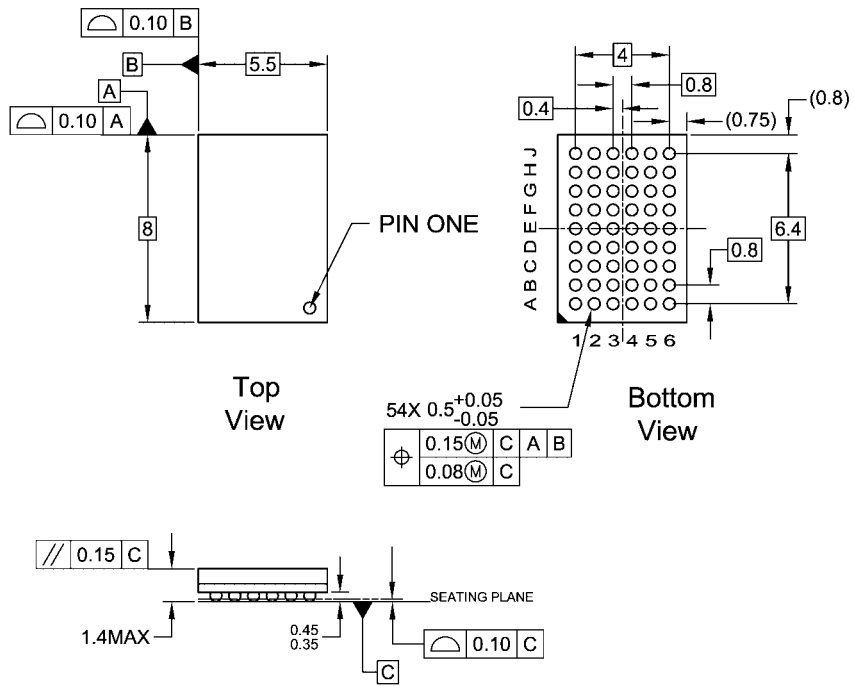 0.10 B
B
5.5
A
0.10 A
8
PIN ONE
Top
View
4
0.8
0.4
(0.75)
(0.8)
6.4
0.8
J
H
G
F
E
D
C
B
A
1 2 3 4 5 6
54X 0.5 +0.05
-0.05
0.15 Ⓜ C A B
0.08 Ⓜ C
Bottom
View
// 0.15 C
1.4MAX
0.45
0.35
SEATING PLANE
0.10 C
C